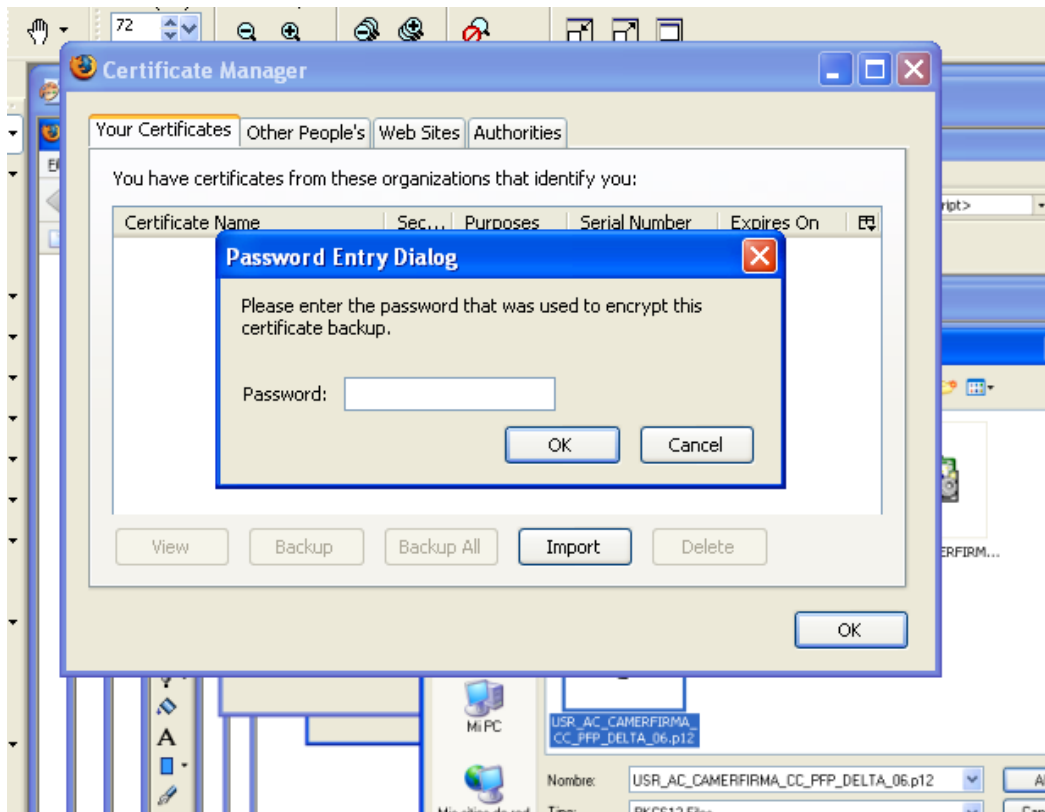 72
Certificate Manager
Your Certificates Other People's Web Sites Authorities
You have certificates from these organizations that identify you:
Certificate Name Sec... Purposes Serial Number Expires On
Password Entry Dialog
Please enter the password that was used to encrypt this
certificate backup.
Password:
OK Cancel
View Backup Backup All Import Delete
OK
Mi PC
USR_AC_CAMERFIRMA_
CC_PFP_DELTA_06.p12
Nombre: USR_AC_CAMERFIRMA_CC_PFP_DELTA_06.p12